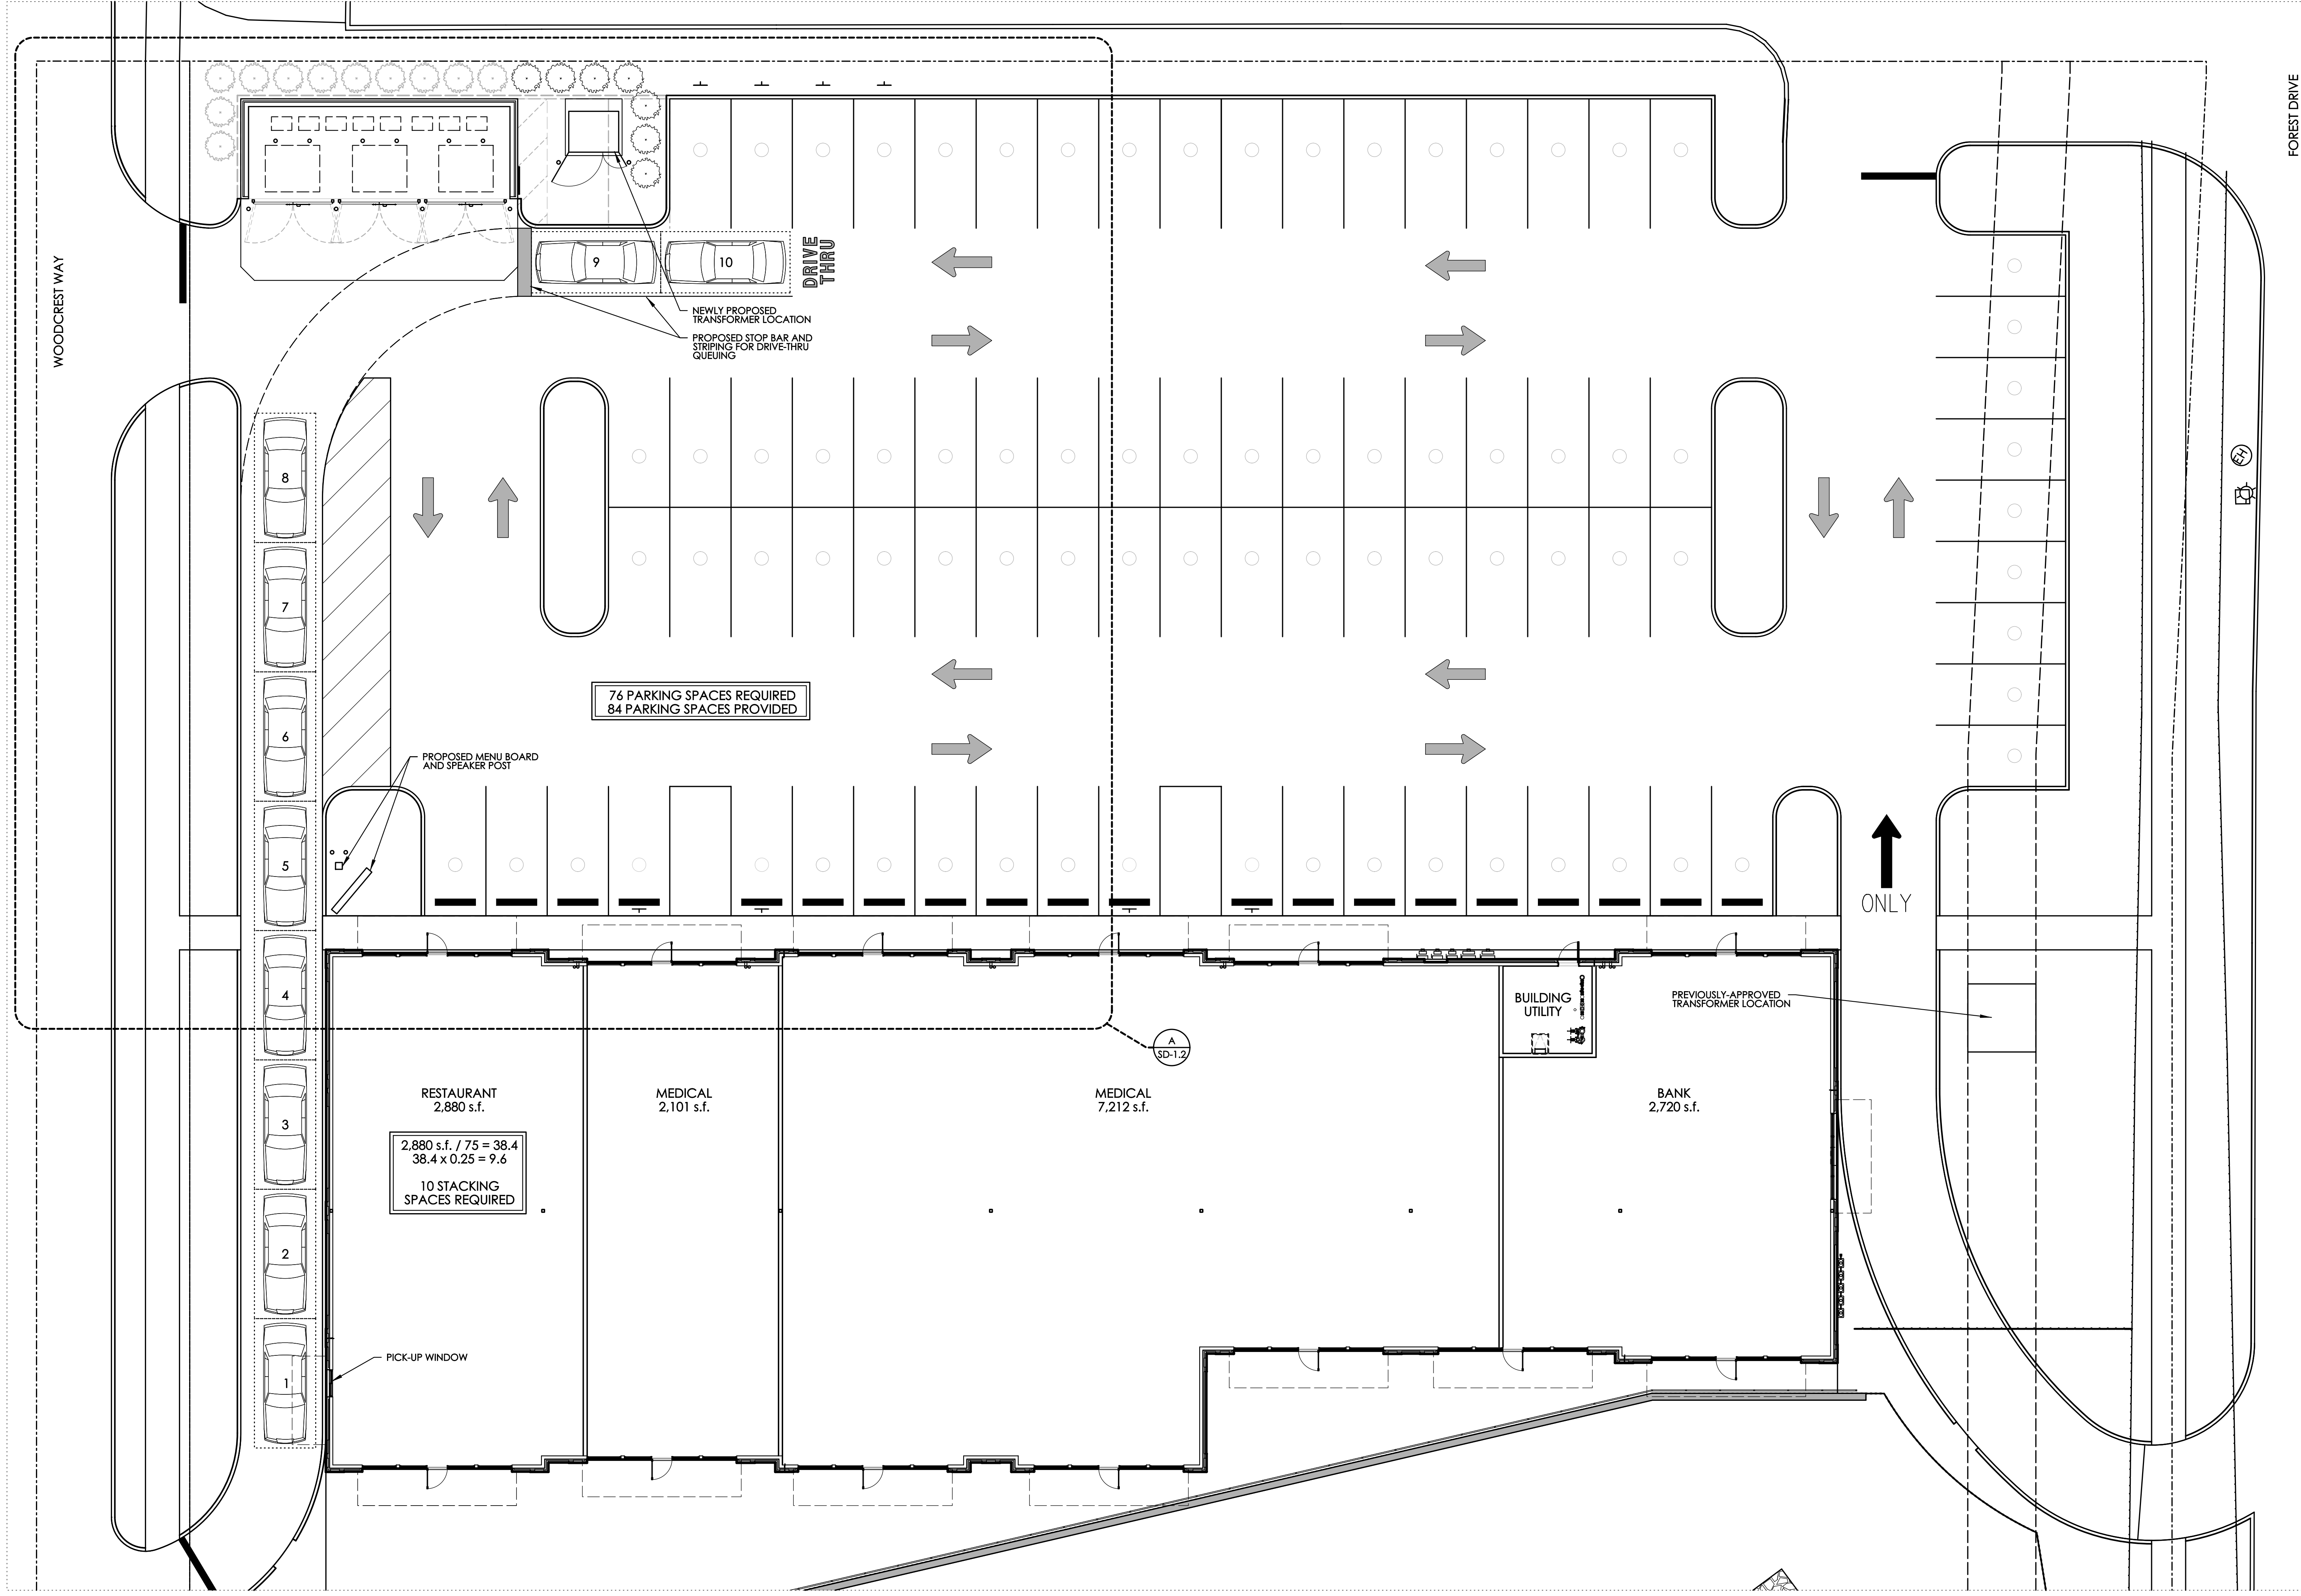 FOREST DRIVE
WOODCREST WAY
9
10
DRIVE
THRU
NEWLY PROPOSED
TRANSFORMER LOCATION
PROPOSED STOP BAR AND
STRIPING FOR DRIVE-THRU
QUEUING
8
7
6
5
4
3
2
1
EH
76 PARKING SPACES REQUIRED
84 PARKING SPACES PROVIDED
PROPOSED MENU BOARD
AND SPEAKER POST
ONLY
BUILDING
UTILITY
PREVIOUSLY-APPROVED
TRANSFORMER LOCATION
A
SD-1.2
RESTAURANT
2,880 s.f.
MEDICAL
2,101 s.f.
MEDICAL
7,212 s.f.
BANK
2,720 s.f.
2,880 s.f. / 75 = 38.4
38.4 x 0.25 = 9.6
10 STACKING
SPACES REQUIRED
PICK-UP WINDOW